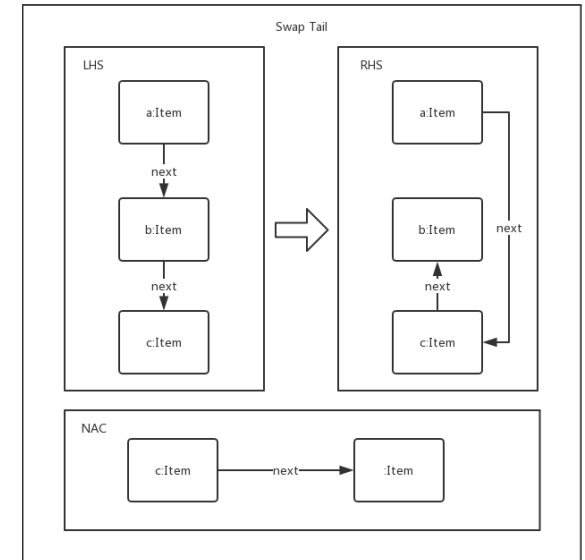 Swap Tail
LHS
a:Item
next
b:Item
next
c:Item
RHS
a:Item
b:Item
next
next
c:Item
NAC
c:Item
next
:Item